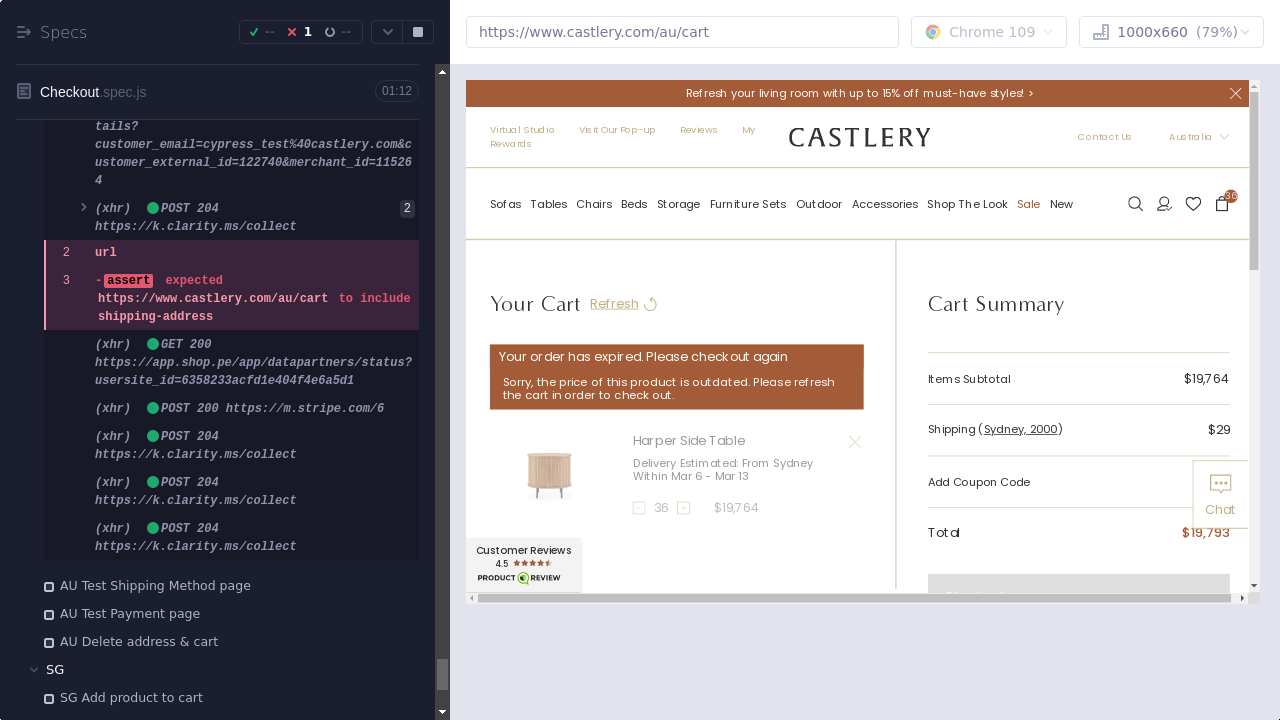 Specs
--
1
--
Checkout.spec.js
01:12
tails?
customer_email=cypress_test%40castlery.com&c
ustomer_external_id=122740&merchant_id=11526
4
(xhr) POST 204
2
https://k.clarity.ms/collect
2 url
3 -assert expected
https://www.castlery.com/au/cart to include
shipping-address
(xhr) GET 200
https://app.shop.pe/app/datapartners/status?
usersite_id=6358233acfd1e404f4e6a5d1
(xhr) POST 200 https://m.stripe.com/6
(xhr) POST 204
https://k.clarity.ms/collect
(xhr) POST 204
https://k.clarity.ms/collect
(xhr) POST 204
https://k.clarity.ms/collect
AU Test Shipping Method page
AU Test Payment page
AU Delete address & cart
SG
SG Add product to cart
https://www.castlery.com/au/cart
Chrome 109
1000x660 (79%)
Refresh your living room with up to 15% off must-have styles! >
Virtual Studio Visit Our Pop-up Reviews My
Rewards
CASTLERY
Contact Us
Australia
Sofas Tables Chairs Beds Storage Furniture Sets Outdoor Accessories Shop The Look Sale New
36
Your Cart Refresh
Your order has expired. Please check out again
Sorry, the price of this product is outdated. Please refresh
the cart in order to check out.
Harper Side Table
Delivery Estimated: From Sydney
Within Mar 6 - Mar 13
- 36 + $19,764
Customer Reviews
4.5
PRODUCT REVIEW
Cart Summary
Items Subtotal $19,764
Shipping (Sydney, 2000) $29
Add Coupon Code
Chat
Total $19,793